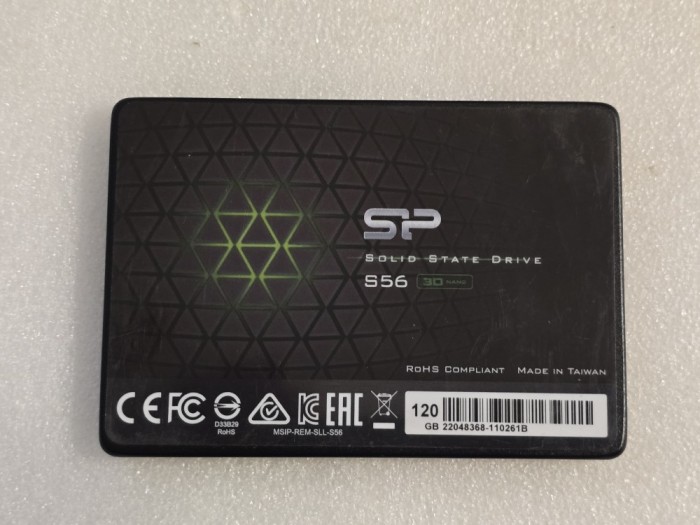 SP
SOLID STATE DRIVE
S56 3D NAND
ROHS COMPLIANT MADE IN TAIWAN
CE FC D33B29 RoHS KC EAC
MSIP-REM-SLL-S56
120
GB 22048368-110261B